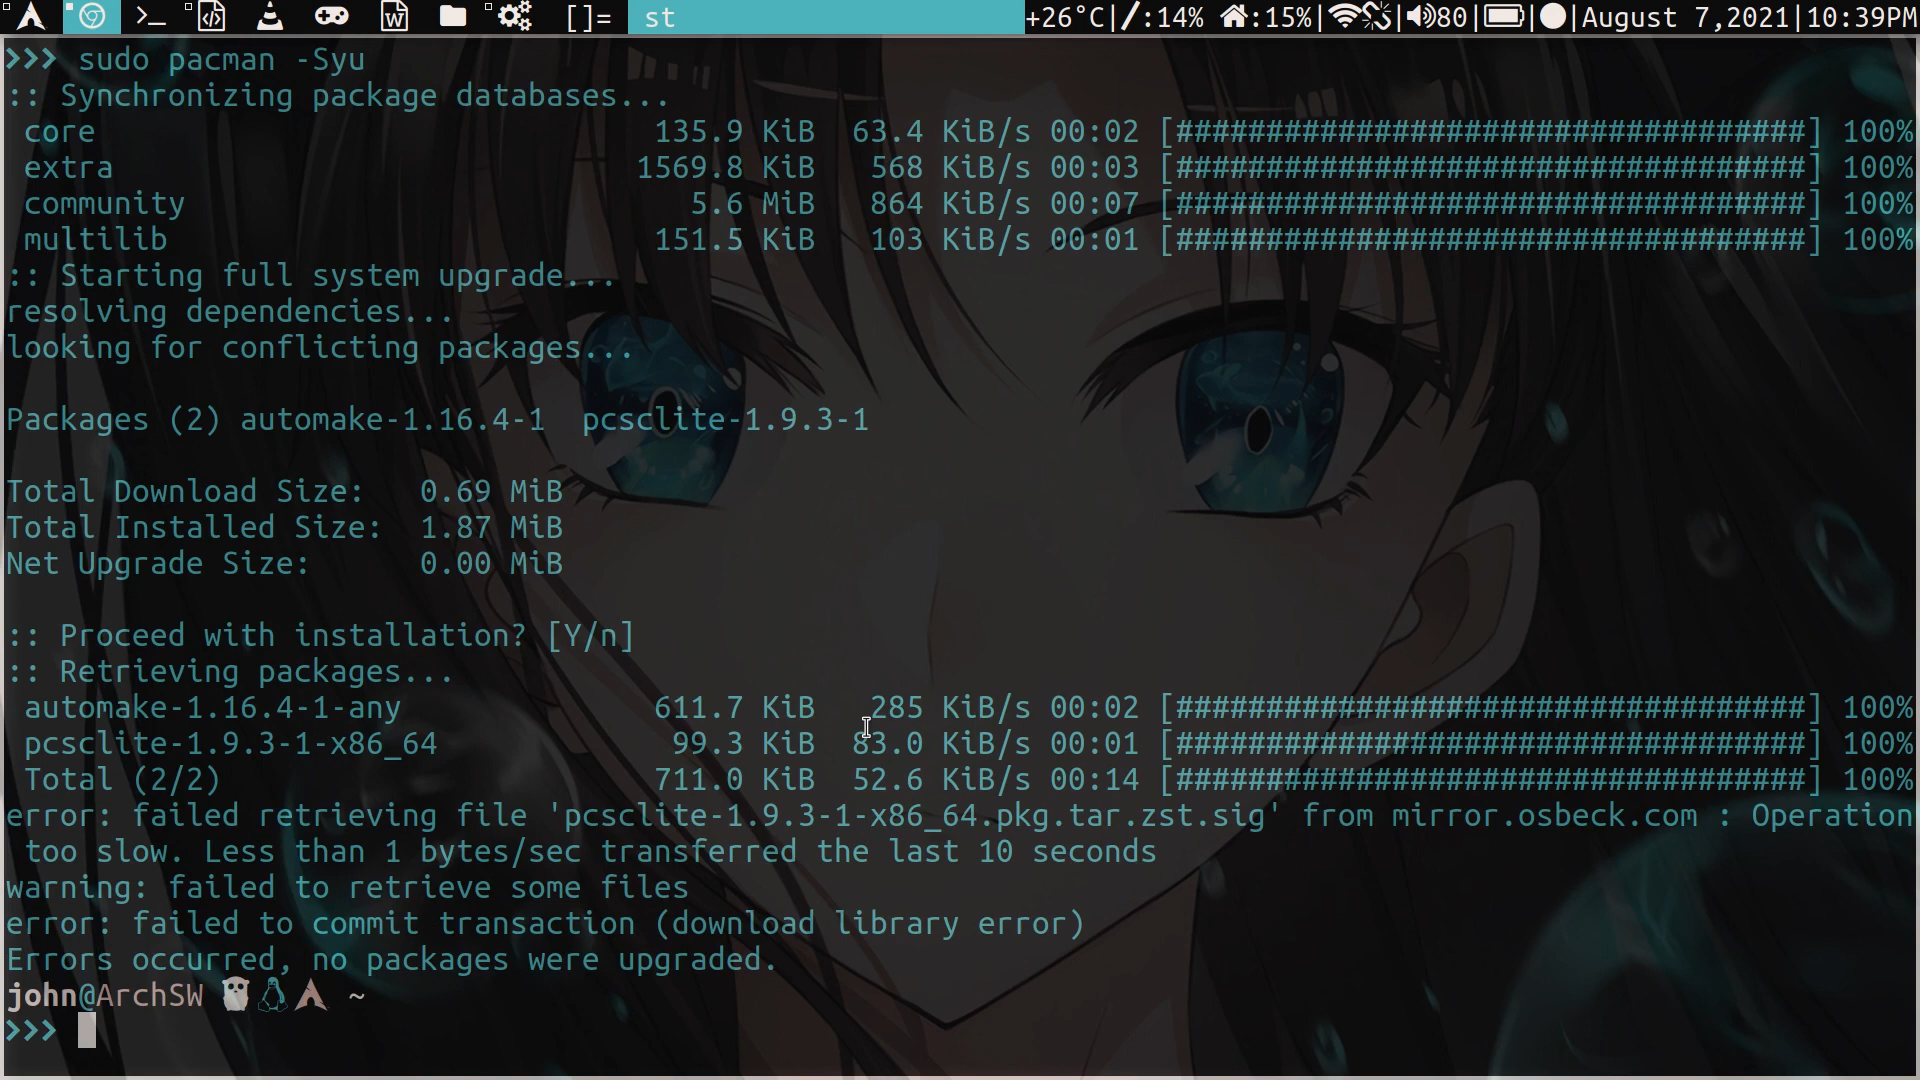 []= st +26°C|/:14% :15%| |80| | |August 7,2021|10:39PM
>>> sudo pacman -Syu
:: Synchronizing package databases...
core 135.9 KiB 63.4 KiB/s 00:02 [###################################] 100%
extra 1569.8 KiB 568 KiB/s 00:03 [###################################] 100%
community 5.6 MiB 864 KiB/s 00:07 [###################################] 100%
multilib 151.5 KiB 103 KiB/s 00:01 [###################################] 100%
:: Starting full system upgrade...
resolving dependencies...
looking for conflicting packages...
Packages (2) automake-1.16.4-1 pcsclite-1.9.3-1
Total Download Size: 0.69 MiB
Total Installed Size: 1.87 MiB
Net Upgrade Size: 0.00 MiB
:: Proceed with installation? [Y/n]
:: Retrieving packages...
automake-1.16.4-1-any 611.7 KiB 285 KiB/s 00:02 [###################################] 100%
pcsclite-1.9.3-1-x86_64 99.3 KiB 83.0 KiB/s 00:01 [###################################] 100%
Total (2/2) 711.0 KiB 52.6 KiB/s 00:14 [###################################] 100%
error: failed retrieving file 'pcsclite-1.9.3-1-x86_64.pkg.tar.zst.sig' from mirror.osbeck.com : Operation
too slow. Less than 1 bytes/sec transferred the last 10 seconds
warning: failed to retrieve some files
error: failed to commit transaction (download library error)
Errors occurred, no packages were upgraded.
john@ArchSW ~
>>>